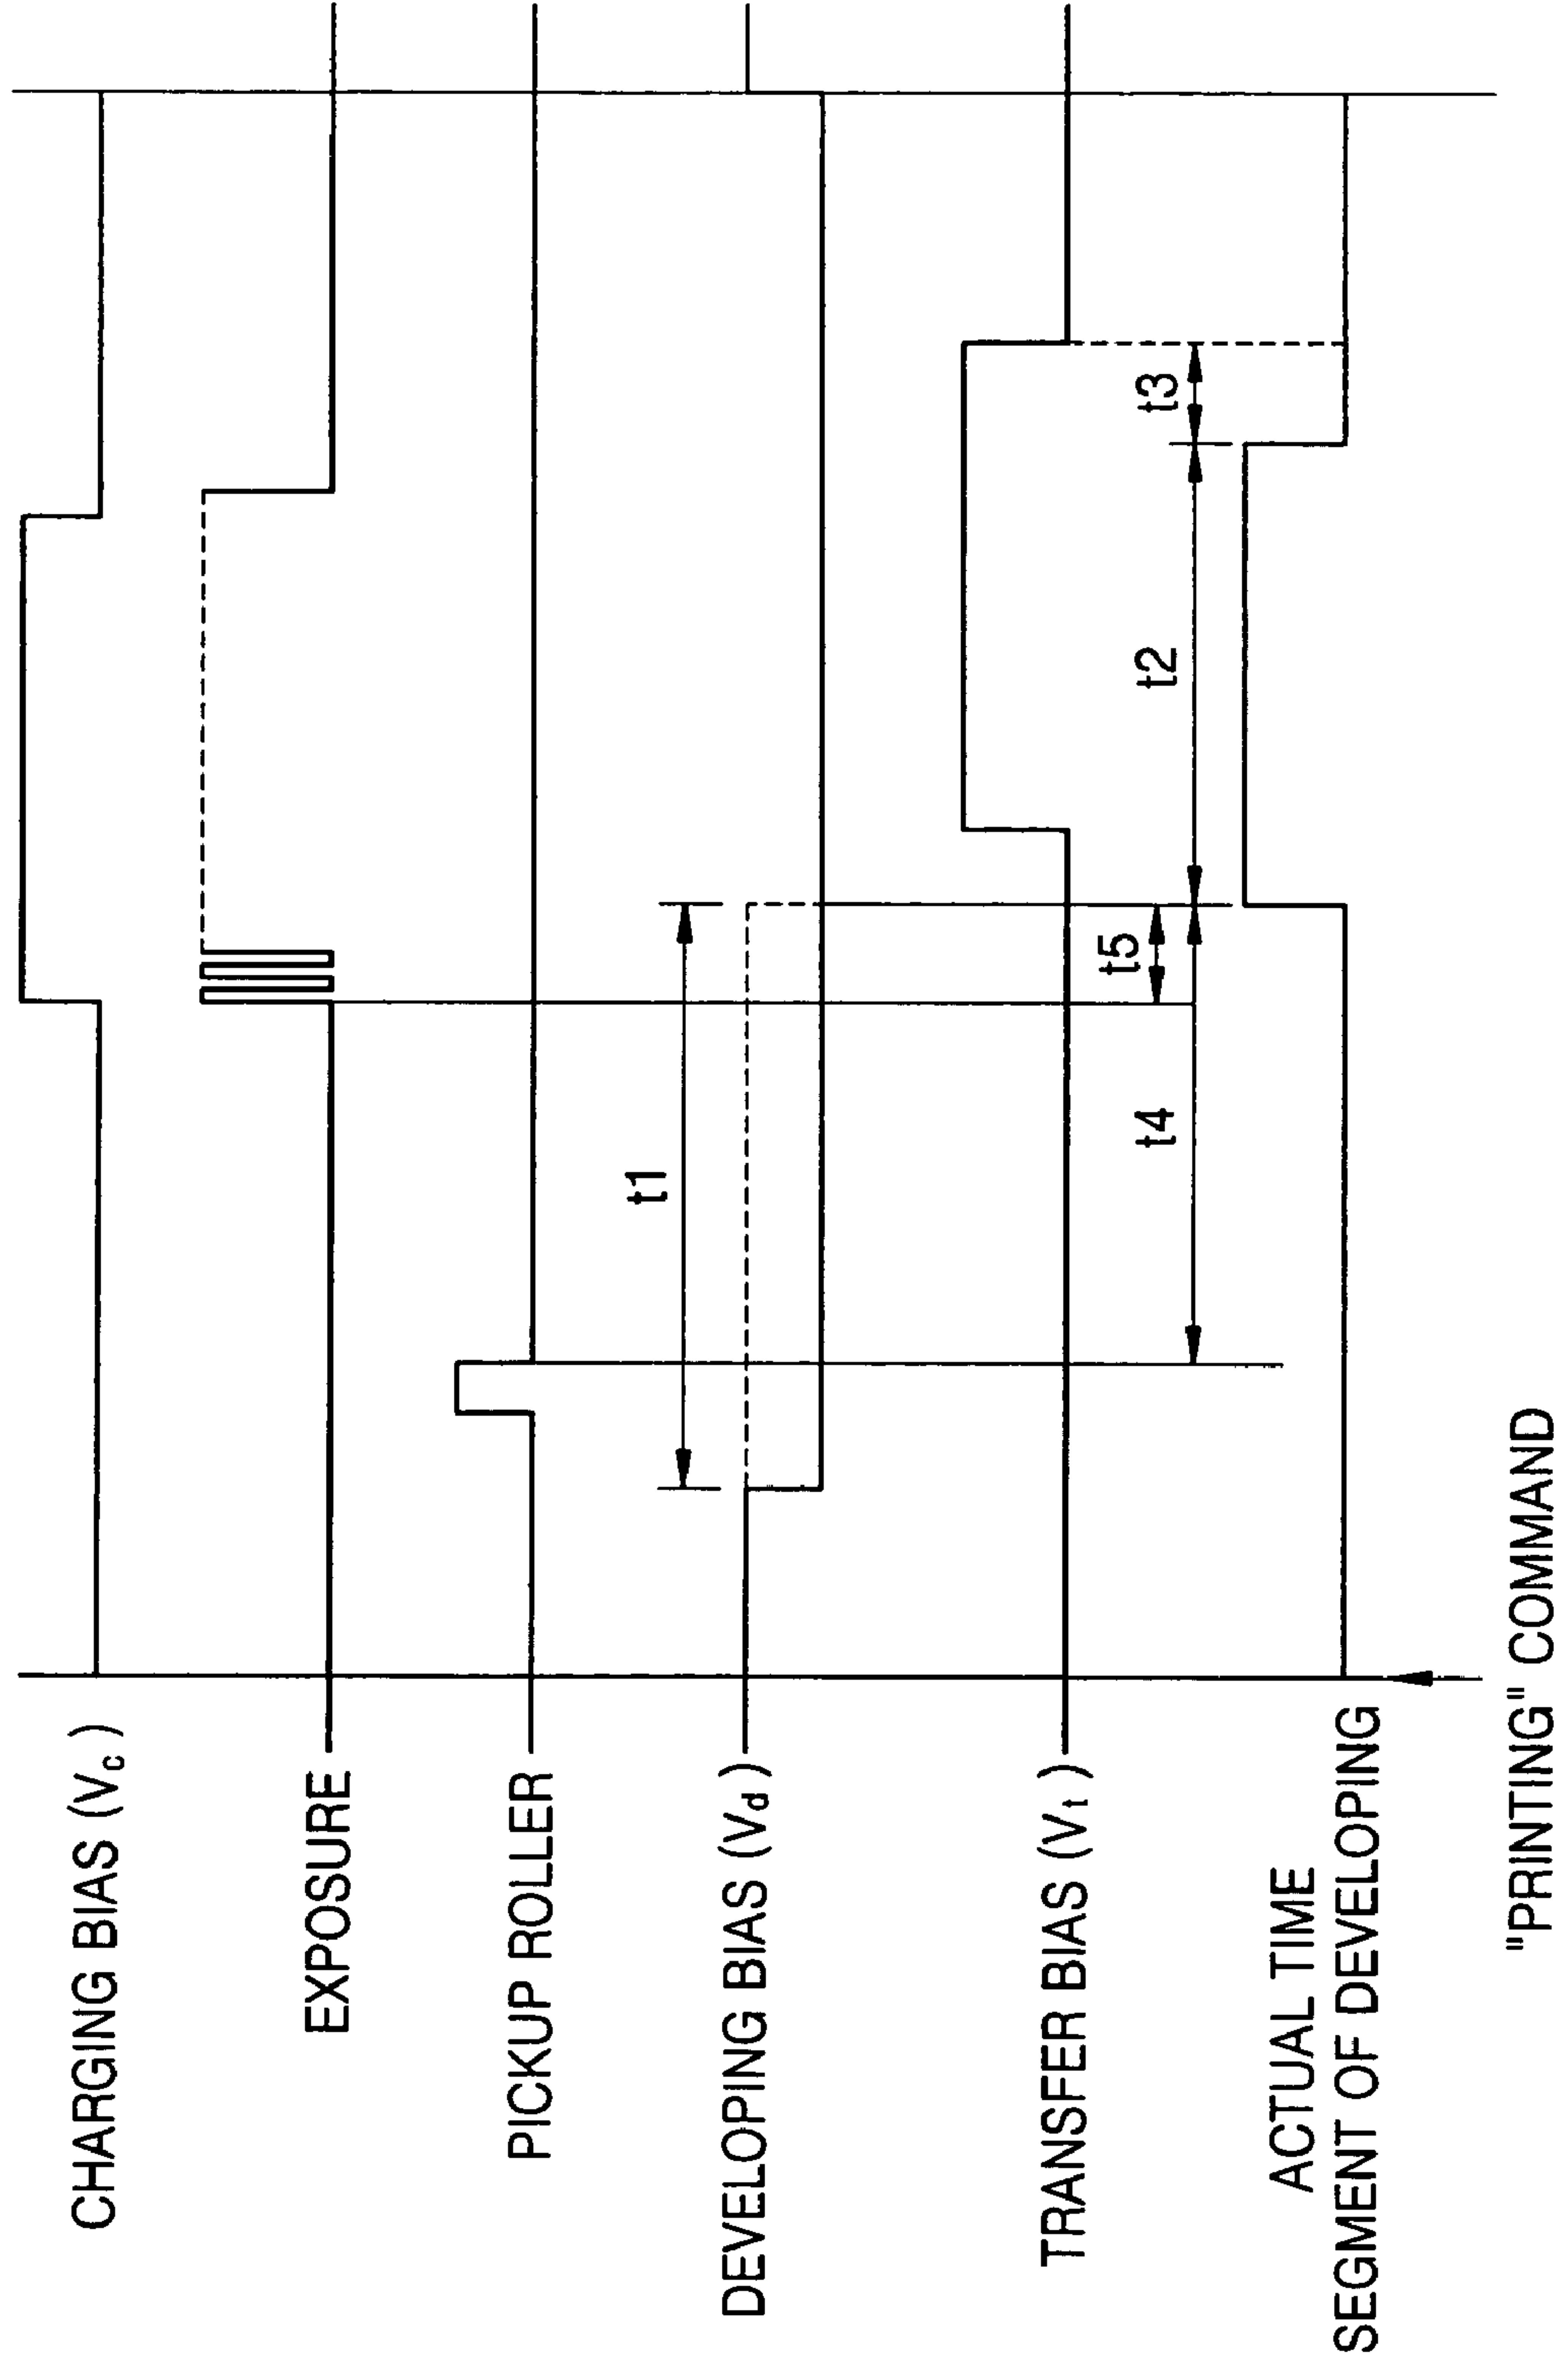 CHARGING BIAS (Vc)
EXPOSURE
PICKUP ROLLER
DEVELOPING BIAS (Vd)
t1
TRANSFER BIAS (Vt)
t5
t4
t2
t3
ACTUAL TIME
SEGMENT OF DEVELOPING
"PRINTING" COMMAND